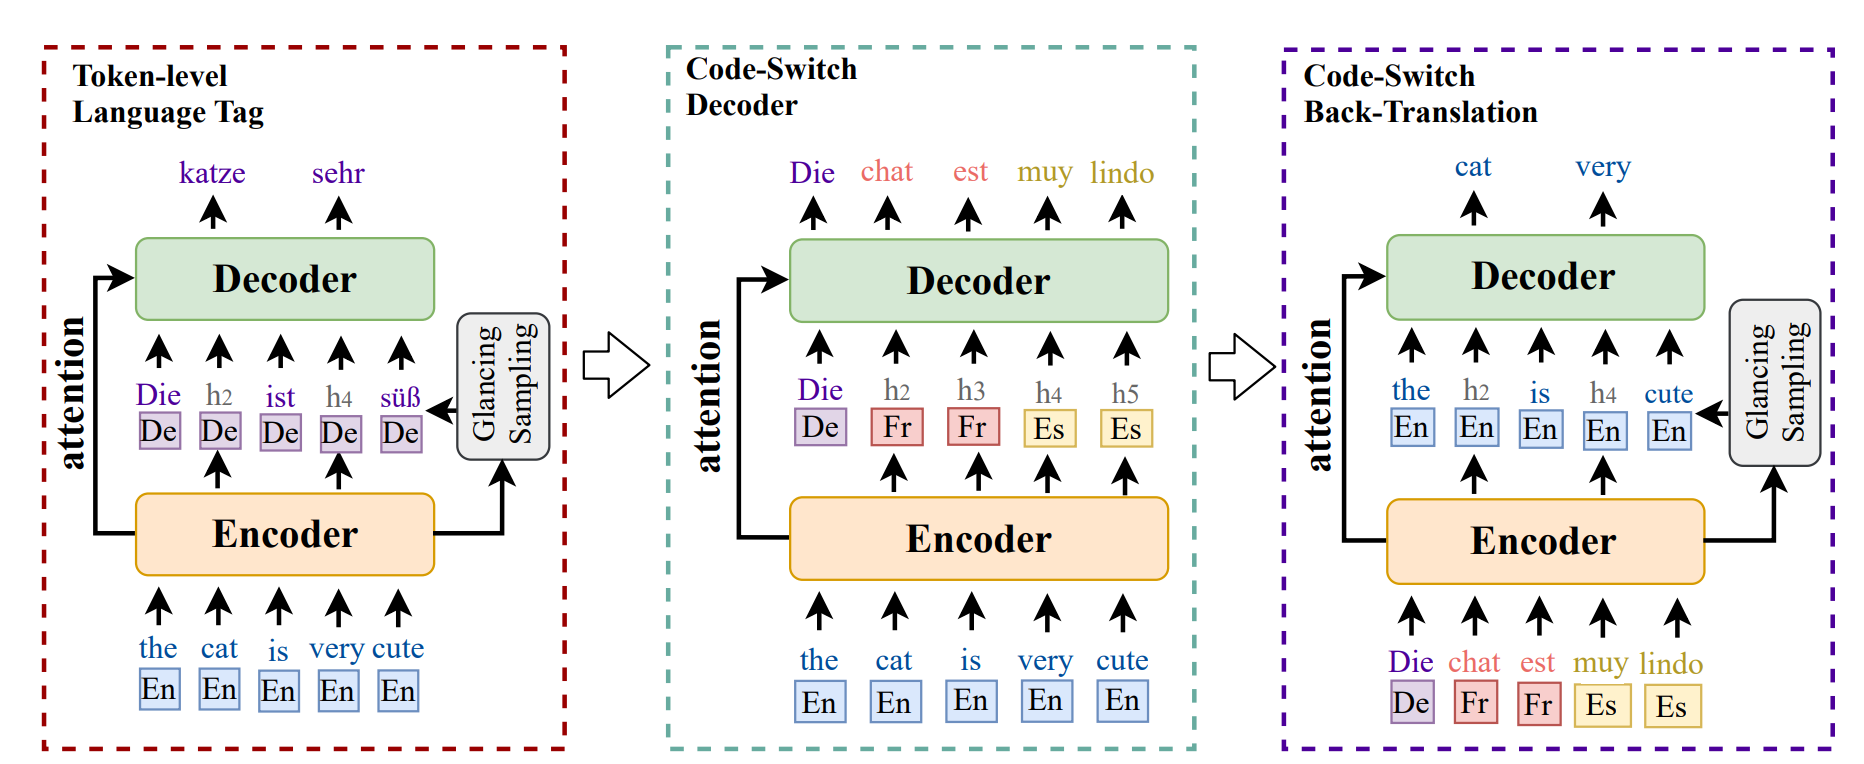 Token-level
Language Tag
katze sehr
Decoder
attention
Glancing
Sampling
Die h2 ist h4 süß
De De De De De
Encoder
the cat is very cute
En En En En En
Code-Switch
Decoder
Die chat est muy lindo
Decoder
attention
Die h2 h3 h4 h5
De Fr Fr Es Es
Encoder
the cat is very cute
En En En En En
Code-Switch
Back-Translation
cat very
Decoder
attention
Glancing
Sampling
the h2 is h4 cute
En En En En En
Encoder
Die chat est muy lindo
De Fr Fr Es Es